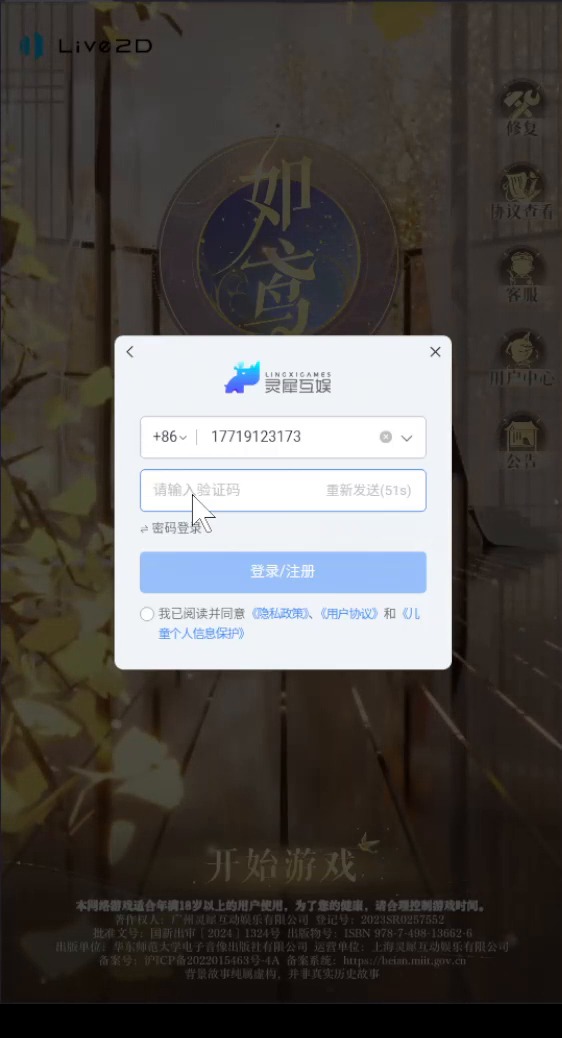 Live2D
修复
协议查看
如鸢
客服
用户中心
公告
LINGXIGAMES
灵犀互娱
+86 17719123173
请输入验证码 重新发送(51s)
密码登录
登录/注册
我已阅读并同意《隐私政策》、《用户协议》和《儿
童个人信息保护》
开始游戏
本网络游戏适合年满18岁以上的用户使用，为了您的健康，请合理控制游戏时间。
著作权人：广州灵犀互动娱乐有限公司 登记号：2023SR0257552
批准文号：国新出审［2024］1324号 出版物号：ISBN 978-7-498-13662-6
出版单位：华东师范大学电子音像出版社有限公司 运营单位：上海灵犀互动娱乐有限公司
备案号：沪ICP备2022015463号-4A 备案系统：https://beian.miit.gov.cn
背景故事纯属虚构，并非真实历史故事